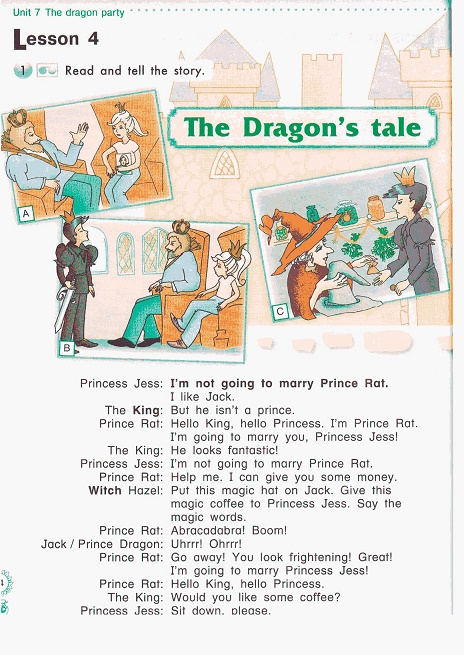 Unit 7 The dragon party
Lesson 4
1 Read and tell the story.
The Dragon's tale
A
B
C
Princess Jess: I'm not going to marry Prince Rat.
I like Jack.
The King: But he isn't a prince.
Prince Rat: Hello King, hello Princess. I'm Prince Rat.
I'm going to marry you, Princess Jess!
The King: He looks fantastic!
Princess Jess: I'm not going to marry Prince Rat.
Prince Rat: Help me. I can give you some money.
Witch Hazel: Put this magic hat on Jack. Give this
magic coffee to Princess Jess. Say the
magic words.
Prince Rat: Abracadabra! Boom!
Jack / Prince Dragon: Uhrrr! Ohrrr!
Prince Rat: Go away! You look frightening! Great!
I'm going to marry Princess Jess!
Prince Rat: Hello King, hello Princess.
The King: Would you like some coffee?
Princess Jess: Sit down, please.